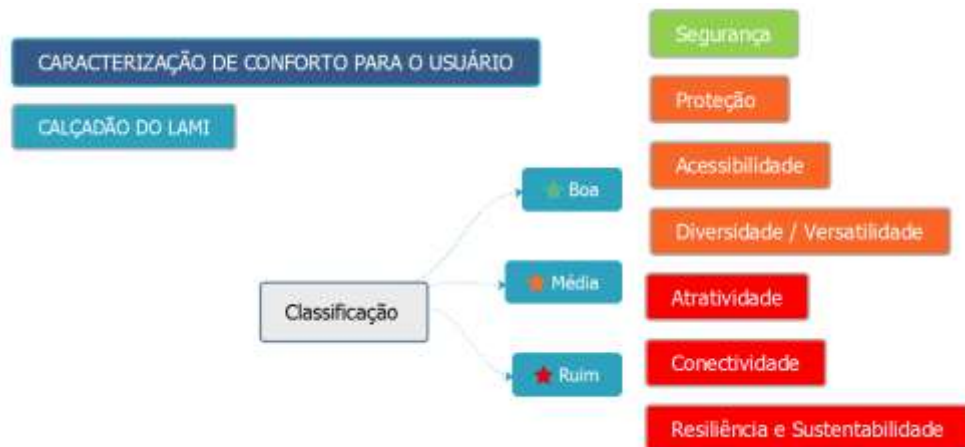 CARACTERIZAÇÃO DE CONFORTO PARA O USUÁRIO
CALÇADÃO DO LAMI
Classificação
Boa
Média
Ruim
Segurança
Proteção
Acessibilidade
Diversidade / Versatilidade
Atratividade
Conectividade
Resiliência e Sustentabilidade